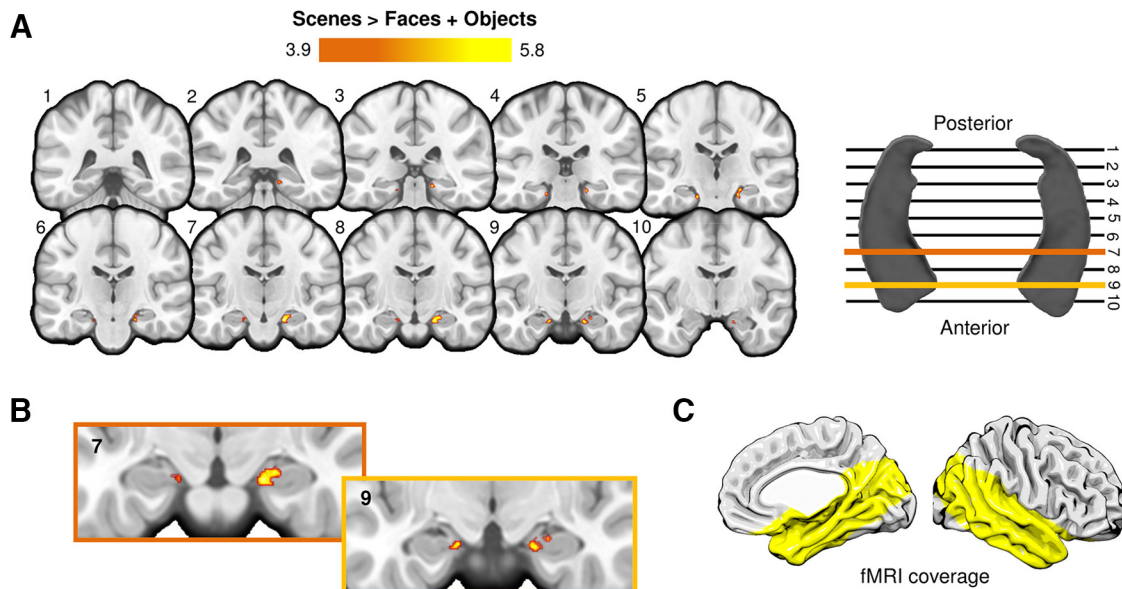 A
Scenes > Faces + Objects
3.9 5.8
1 2 3 4 5
6 7 8 9 10
Posterior
1
2
3
4
5
6
7
8
9
10
Anterior
B
7
9
C
fMRI coverage